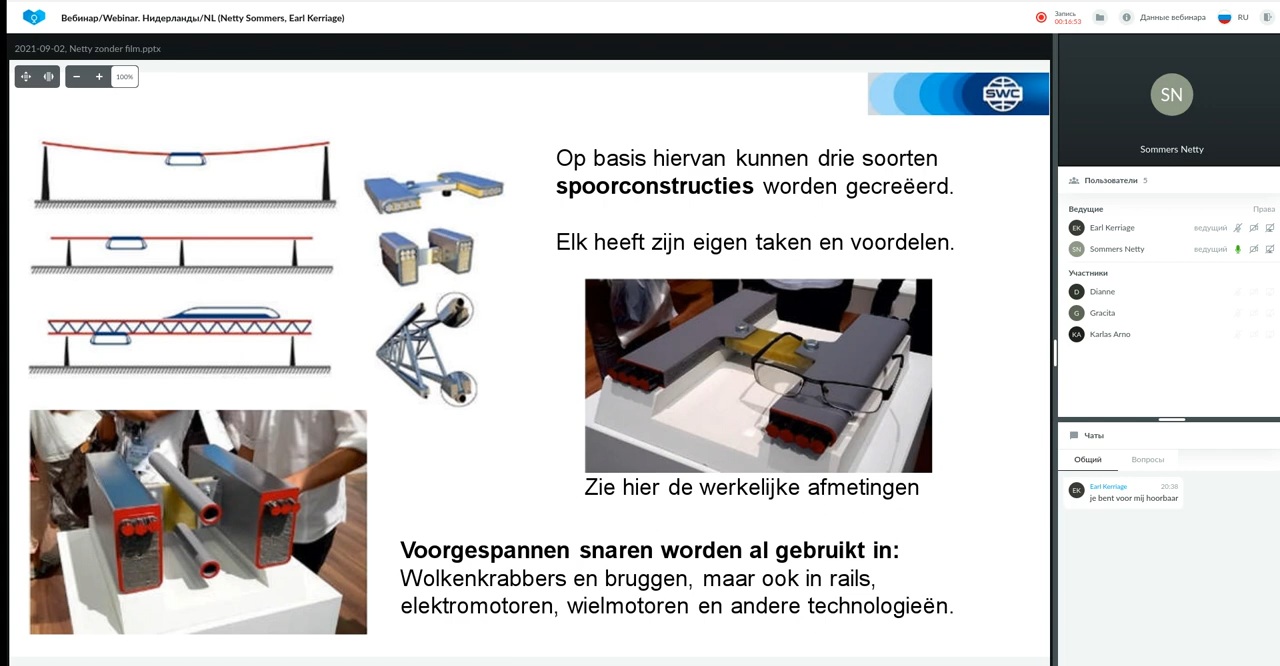 Вебинар/Webinar. Нидерланды/NL (Netty Sommers, Earl Kerriage)
Запись
00:16:53
Данные вебинара
RU
2021-09-02, Netty zonder film.pptx
100%
SWC
Op basis hiervan kunnen drie soorten
spoorconstructies worden gecreëerd.
Elk heeft zijn eigen taken en voordelen.
Zie hier de werkelijke afmetingen
Voorgespannen snaren worden al gebruikt in:
Wolkenkrabbers en bruggen, maar ook in rails,
elektromotoren, wielmotoren en andere technologieën.
SN
Sommers Netty
Пользователи 5
Ведущие Права
EK Earl Kerriage ведущий
SN Sommers Netty ведущий
Участники
D Dianne
G Gracita
KA Karlas Arno
Чаты
Общий Вопросы
EK Earl Kerriage 20:38
je bent voor mij hoorbaar